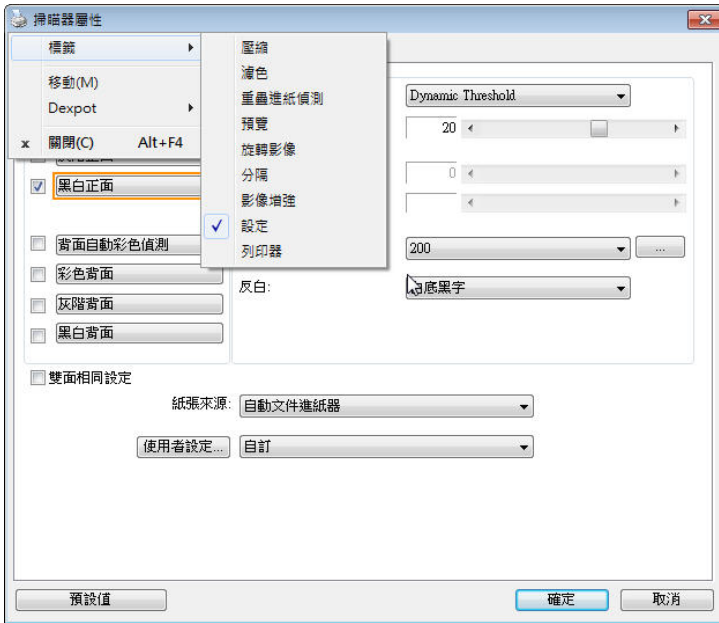 掃瞄器屬性
標籤
移動(M)
Dexpot
x 關閉(C) Alt+F4
壓縮
濾色
重疊進紙偵測
預覽
旋轉影像
分隔
影像增強
設定
列印器
Dynamic Threshold
20
0
黑白正面
背面自動彩色偵測
彩色背面
灰階背面
黑白背面
200
...
反白:
白底黑字
雙面相同設定
紙張來源: 自動文件進紙器
使用者設定... 自訂
預設值
確定
取消